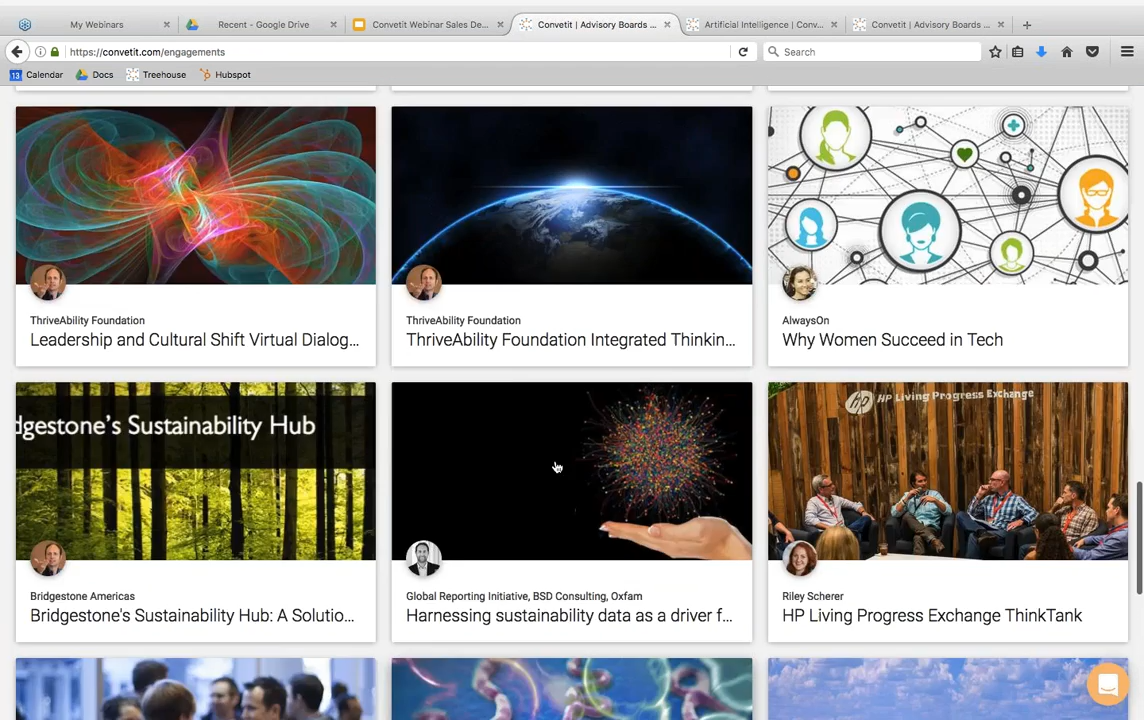 My Webinars
Recent - Google Drive
Convetit Webinar Sales De...
Convetit | Advisory Boards ...
Artificial Intelligence | Conv...
Convetit | Advisory Boards ...
https://convetit.com/engagements
Search
13 Calendar
Docs
Treehouse
Hubspot
ThriveAbility Foundation
Leadership and Cultural Shift Virtual Dialog...
ThriveAbility Foundation
ThriveAbility Foundation Integrated Thinkin...
AlwaysOn
Why Women Succeed in Tech
dgestone's Sustainability Hub
hp HP Living Progress Exchange
Bridgestone Americas
Bridgestone's Sustainability Hub: A Solutio...
Global Reporting Initiative, BSD Consulting, Oxfam
Harnessing sustainability data as a driver f...
Riley Scherer
HP Living Progress Exchange ThinkTank